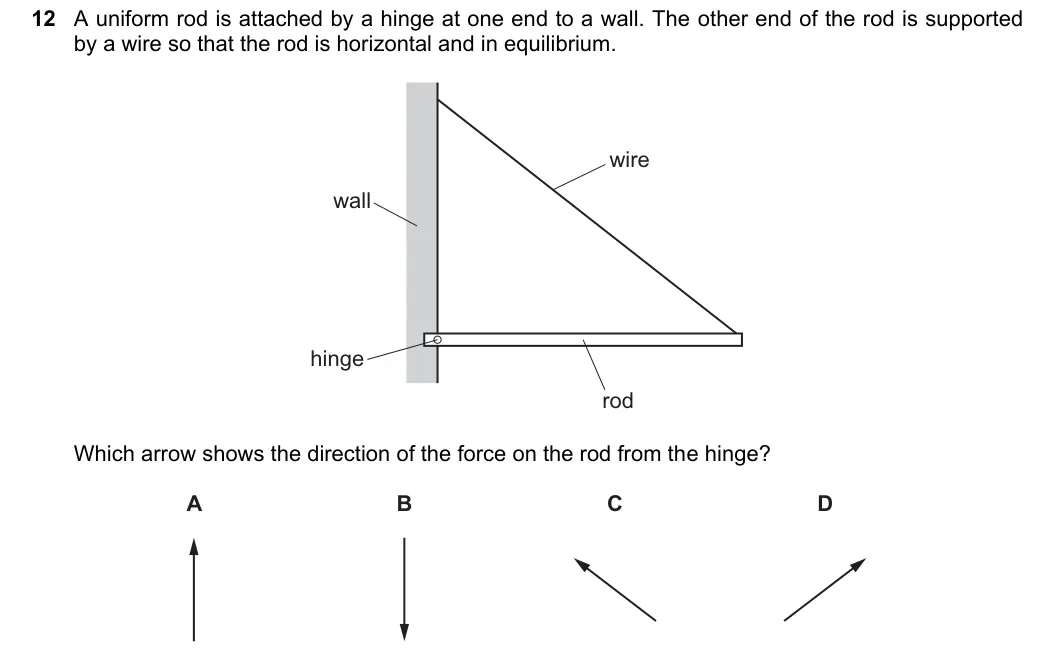 12 A uniform rod is attached by a hinge at one end to a wall. The other end of the rod is supported
by a wire so that the rod is horizontal and in equilibrium.
wire
wall
hinge
rod
Which arrow shows the direction of the force on the rod from the hinge?
A B C D